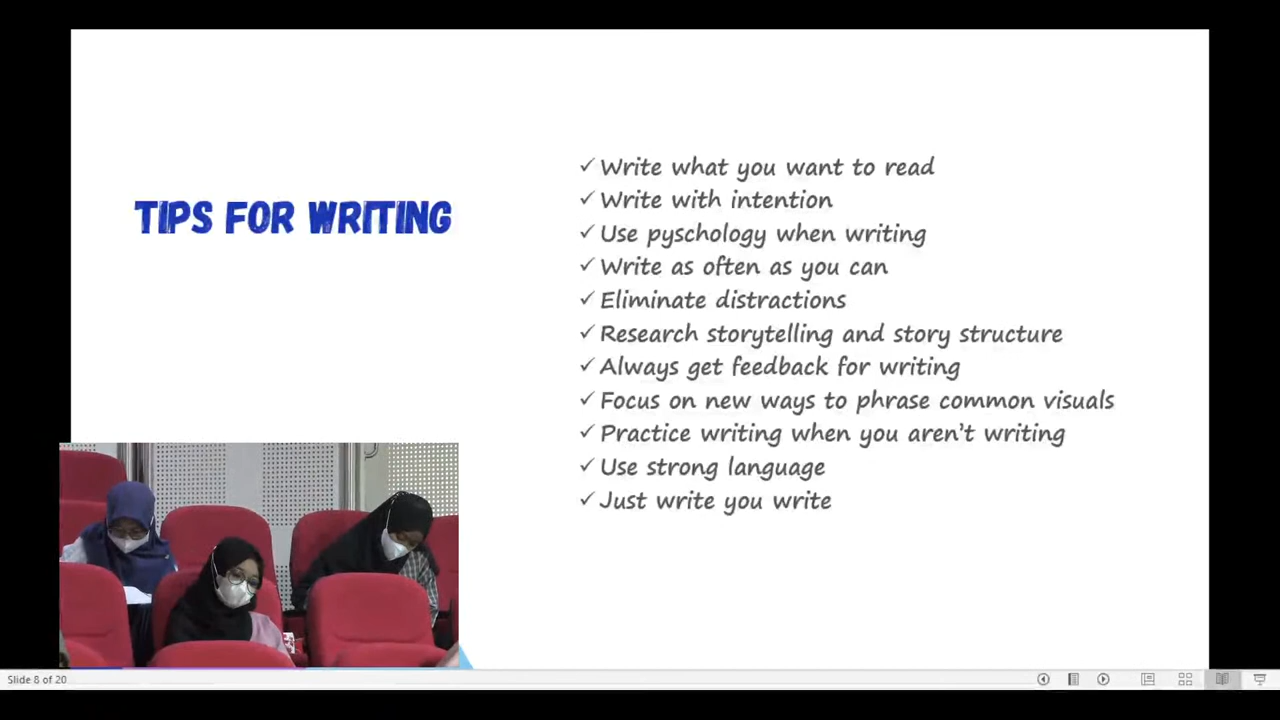 TIPS FOR WRITING
✓ Write what you want to read
✓ Write with intention
✓ Use pyschology when writing
✓ Write as often as you can
✓ Eliminate distractions
✓ Research storytelling and story structure
✓ Always get feedback for writing
✓ Focus on new ways to phrase common visuals
✓ Practice writing when you aren't writing
✓ Use strong language
✓ Just write you write
Slide 8 of 20